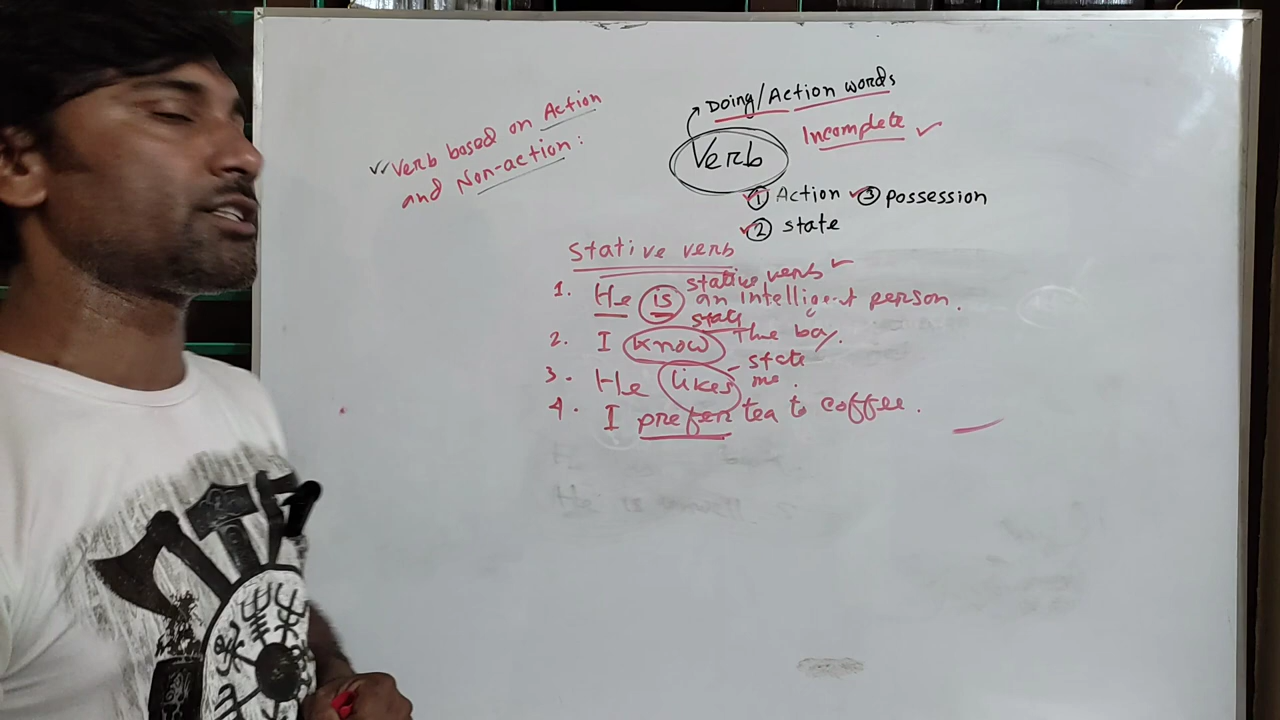 ✓✓ Verb based on Action
and Non-action:
Doing/Action words
Verb
Incomplete ✓
① Action ③ possession
② state
Stative verb
stative verb ✓
1. He is an intelligent person.
state
2. I know the boy.
- state
3. He likes me.
4. I prefer tea to coffee.